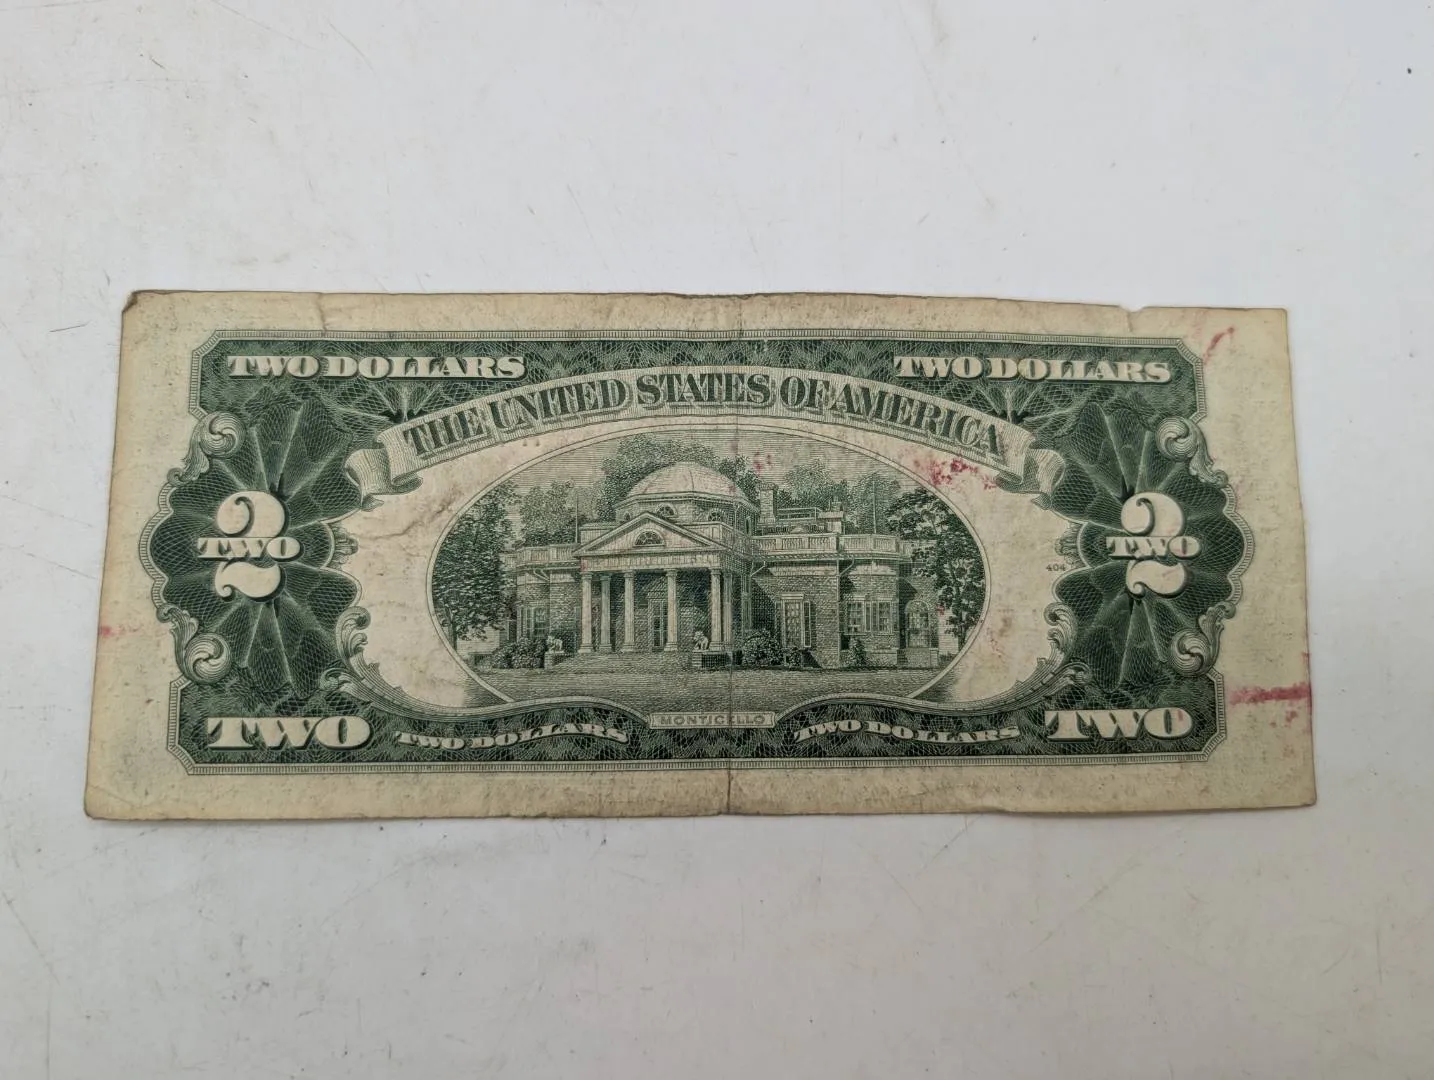 TWO DOLLARS TWO DOLLARS
THE UNITED STATES OF AMERICA
2 2
TWO TWO
404
MONTICELLO
TWO TWO DOLLARS TWO DOLLARS TWO